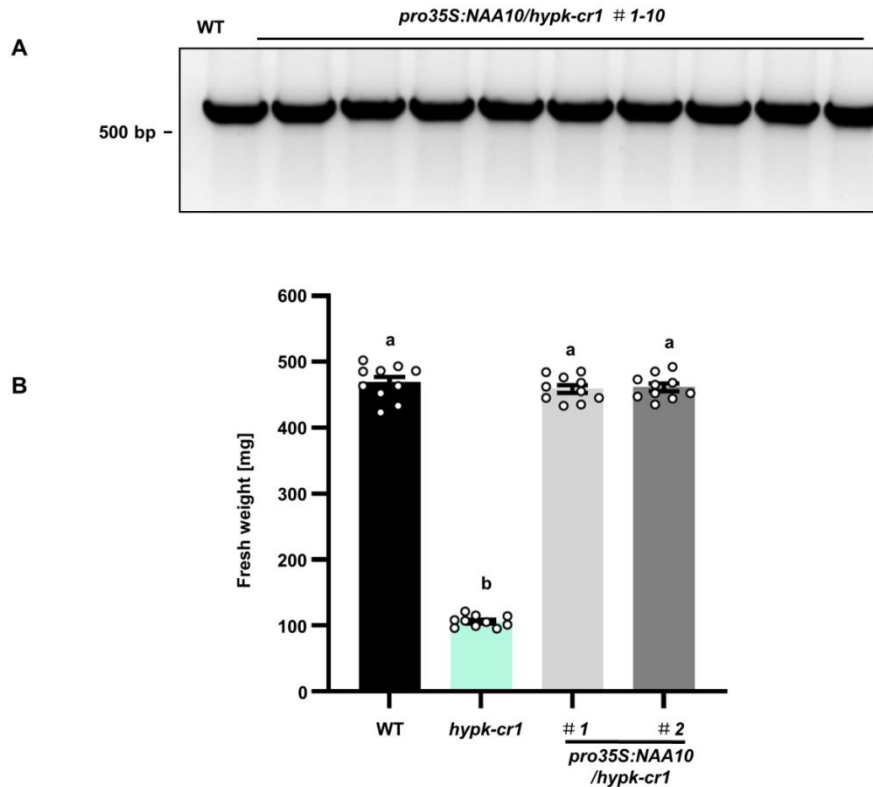 A
WT
pro35S:NAA10/hypk-cr1 # 1-10
500 bp –
B
Fresh weight [mg]
600
500
400
300
200
100
0
a
b
a
a
WT
hypk-cr1
# 1
# 2
pro35S:NAA10
/hypk-cr1